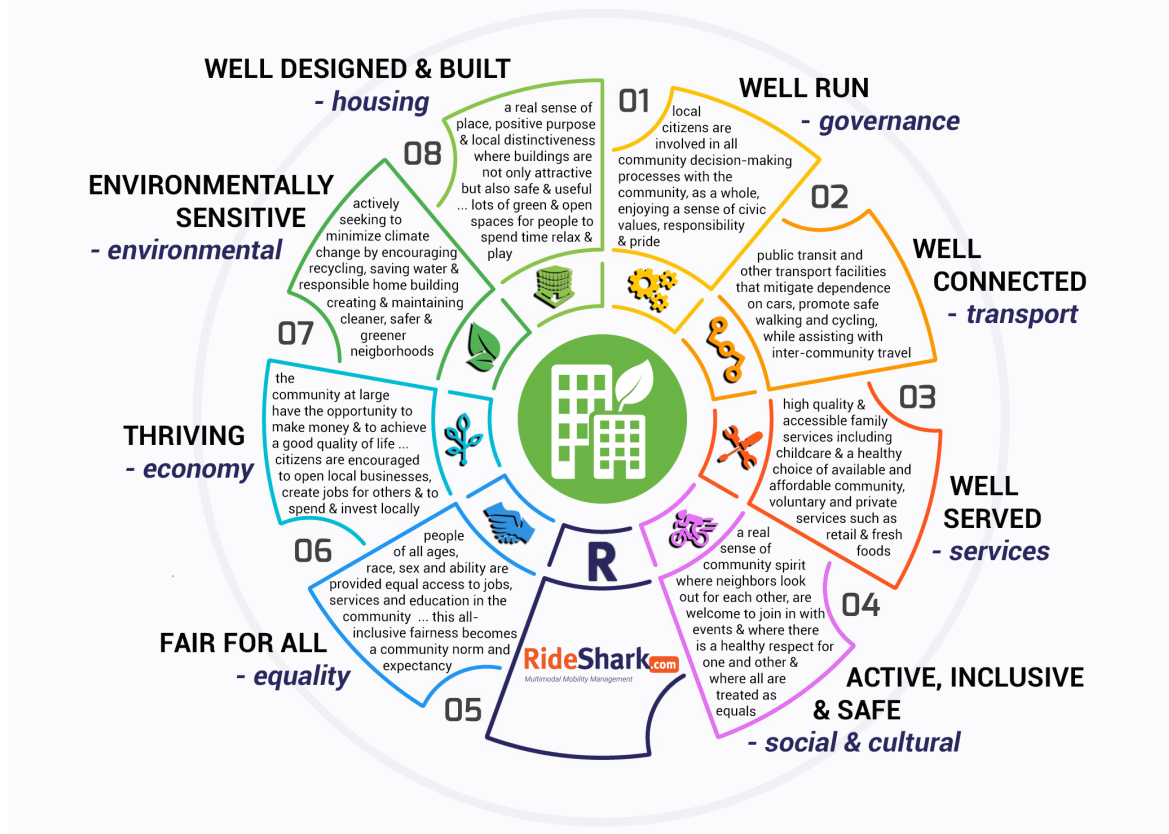 01
WELL RUN
- governance
local
citizens are
involved in all
community decision-making
processes with the
community, as a whole,
enjoying a sense of civic
values, responsibility
& pride
02
WELL
CONNECTED
- transport
public transit and
other transport facilities
that mitigate dependence
on cars, promote safe
walking and cycling,
while assisting with
inter-community travel
03
WELL
SERVED
- services
high quality &
accessible family
services including
childcare & a healthy
choice of available and
affordable community,
voluntary and private
services such as
retail & fresh
foods
04
ACTIVE, INCLUSIVE
& SAFE
- social & cultural
a real
sense of
community spirit
where neighbors look
out for each other, are
welcome to join in with
events & where there
is a healthy respect for
one and other &
where all are
treated as
equals
R
RideShark.com
Multimodal Mobility Management
05
FAIR FOR ALL
- equality
people
of all ages,
race, sex and ability are
provided equal access to jobs,
services and education in the
community ... this all-
inclusive fairness becomes
a community norm and
expectancy
06
THRIVING
- economy
the
community at large
have the opportunity to
make money & to achieve
a good quality of life ...
citizens are encouraged
to open local businesses,
create jobs for others & to
spend & invest locally
07
ENVIRONMENTALLY
SENSITIVE
- environmental
actively
seeking to
minimize climate
change by encouraging
recycling, saving water &
responsible home building
creating & maintaining
cleaner, safer &
greener
neigborhoods
08
WELL DESIGNED & BUILT
- housing
a real sense of
place, positive purpose
& local distinctiveness
where buildings are
not only attractive
but also safe & useful
... lots of green & open
spaces for people to
spend time relax &
play